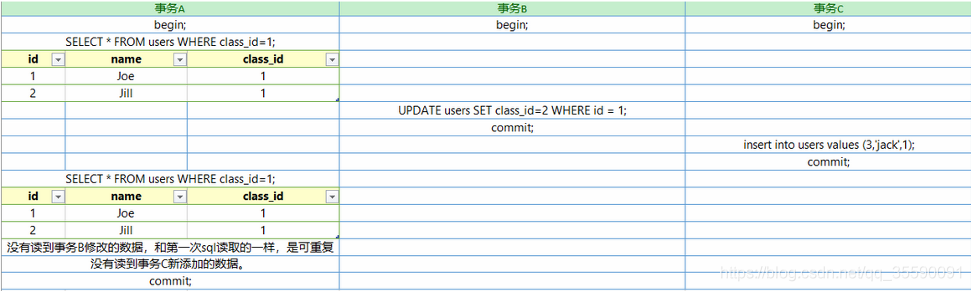 事务A 事务B 事务C
begin; begin; begin;
SELECT * FROM users WHERE class_id=1;
id name class_id
1 Joe 1
2 Jill 1
UPDATE users SET class_id=2 WHERE id = 1;
commit;
insert into users values (3,'jack',1);
commit;
SELECT * FROM users WHERE class_id=1;
id name class_id
1 Joe 1
2 Jill 1
没有读到事务B修改的数据，和第一次sql读取的一样，是可重复
没有读到事务C新添加的数据。
commit;